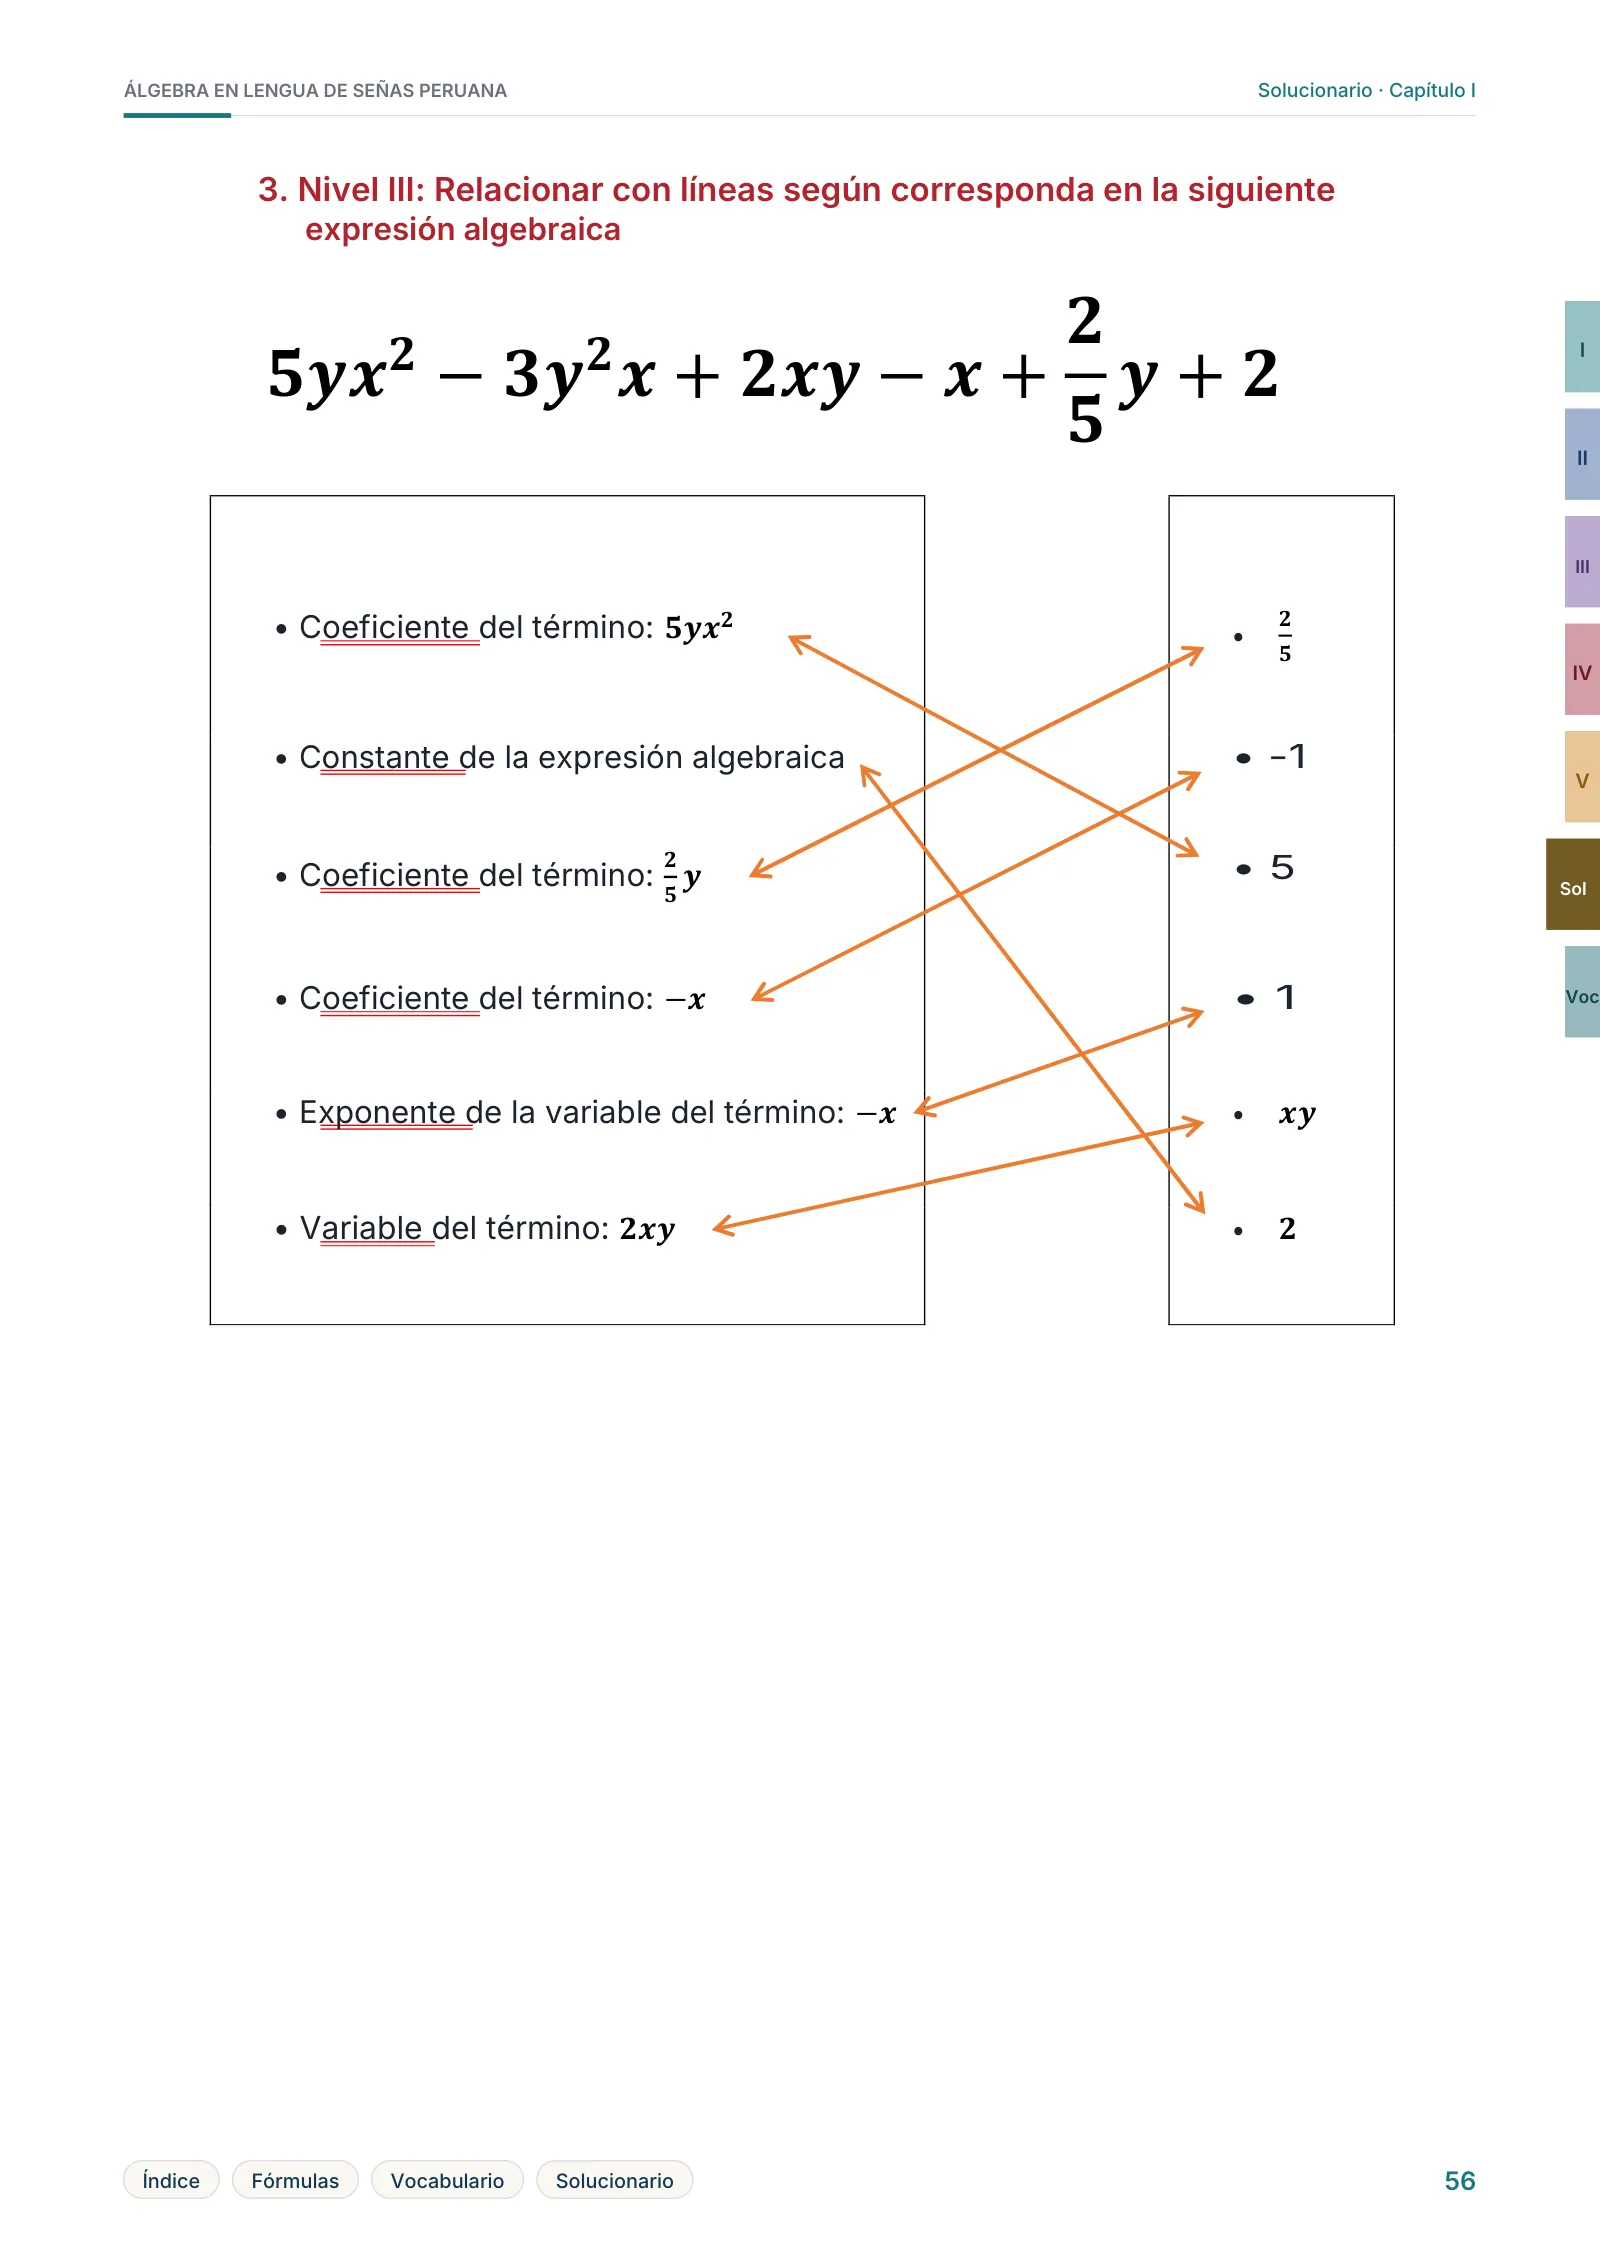 ÁLGEBRA EN LENGUA DE SEÑAS PERUANA
Solucionario · Capítulo I
3. Nivel III: Relacionar con líneas según corresponda en la siguiente
expresión algebraica
5yx² − 3y²x + 2xy − x + 2/5 y + 2
• Coeficiente del término: 5yx²
• Constante de la expresión algebraica
• Coeficiente del término: 2/5 y
• Coeficiente del término: −x
• Exponente de la variable del término: −x
• Variable del término: 2xy
• 2/5
• -1
• 5
• 1
• xy
• 2
I
II
III
IV
V
Sol
Voc
Índice
Fórmulas
Vocabulario
Solucionario
56